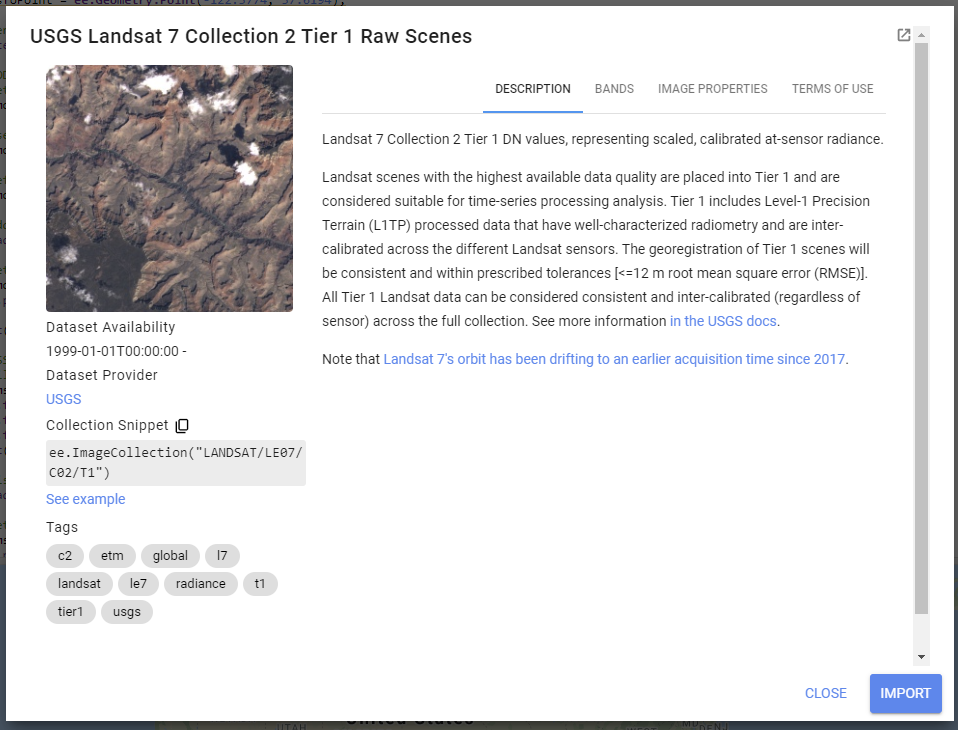 USGS Landsat 7 Collection 2 Tier 1 Raw Scenes
DESCRIPTION BANDS IMAGE PROPERTIES TERMS OF USE
Landsat 7 Collection 2 Tier 1 DN values, representing scaled, calibrated at-sensor radiance.
Landsat scenes with the highest available data quality are placed into Tier 1 and are
considered suitable for time-series processing analysis. Tier 1 includes Level-1 Precision
Terrain (L1TP) processed data that have well-characterized radiometry and are inter-
calibrated across the different Landsat sensors. The georegistration of Tier 1 scenes will
be consistent and within prescribed tolerances [<=12 m root mean square error (RMSE)].
All Tier 1 Landsat data can be considered consistent and inter-calibrated (regardless of
sensor) across the full collection. See more information in the USGS docs.
Note that Landsat 7's orbit has been drifting to an earlier acquisition time since 2017.
Dataset Availability
1999-01-01T00:00:00 -
Dataset Provider
USGS
Collection Snippet
ee.ImageCollection("LANDSAT/LE07/
C02/T1")
See example
Tags
c2 etm global l7
landsat le7 radiance t1
tier1 usgs
CLOSE IMPORT
United States
UTAH